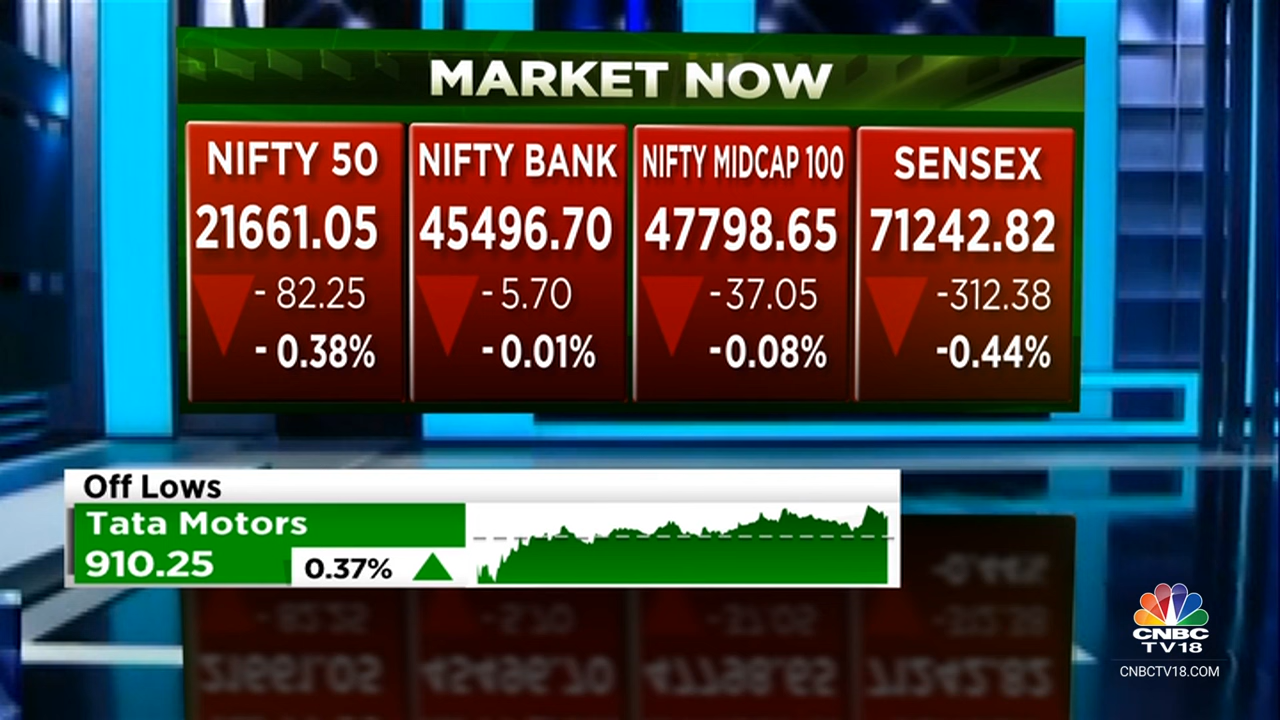 MARKET NOW
NIFTY 50
21661.05
- 82.25
- 0.38%
NIFTY BANK
45496.70
- 5.70
- 0.01%
NIFTY MIDCAP 100
47798.65
-37.05
-0.08%
SENSEX
71242.82
-312.38
-0.44%
Off Lows
Tata Motors
910.25
0.37%
CNBC
TV18
CNBCTV18.COM